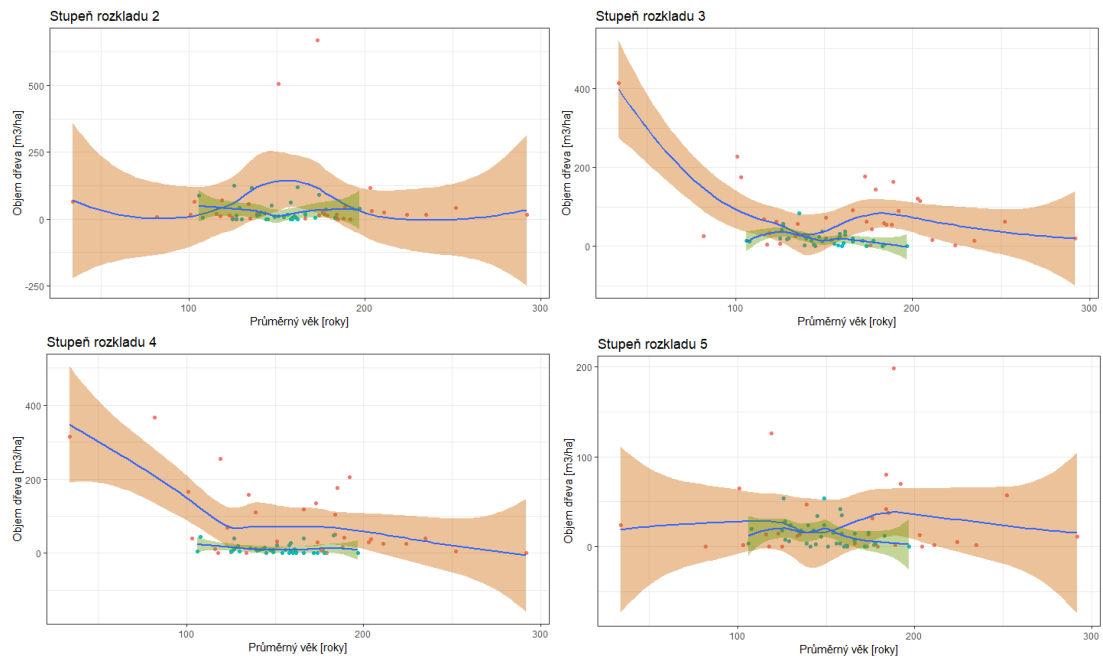 Stupeň rozkladu 2
Objem dřeva [m3/ha]
500
250
0
-250
100
200
300
Průměrný věk [roky]
Stupeň rozkladu 3
Objem dřeva [m3/ha]
400
200
0
100
200
300
Průměrný věk [roky]
Stupeň rozkladu 4
Objem dřeva [m3/ha]
400
200
0
100
200
300
Průměrný věk [roky]
Stupeň rozkladu 5
Objem dřeva [m3/ha]
200
100
0
100
200
300
Průměrný věk [roky]